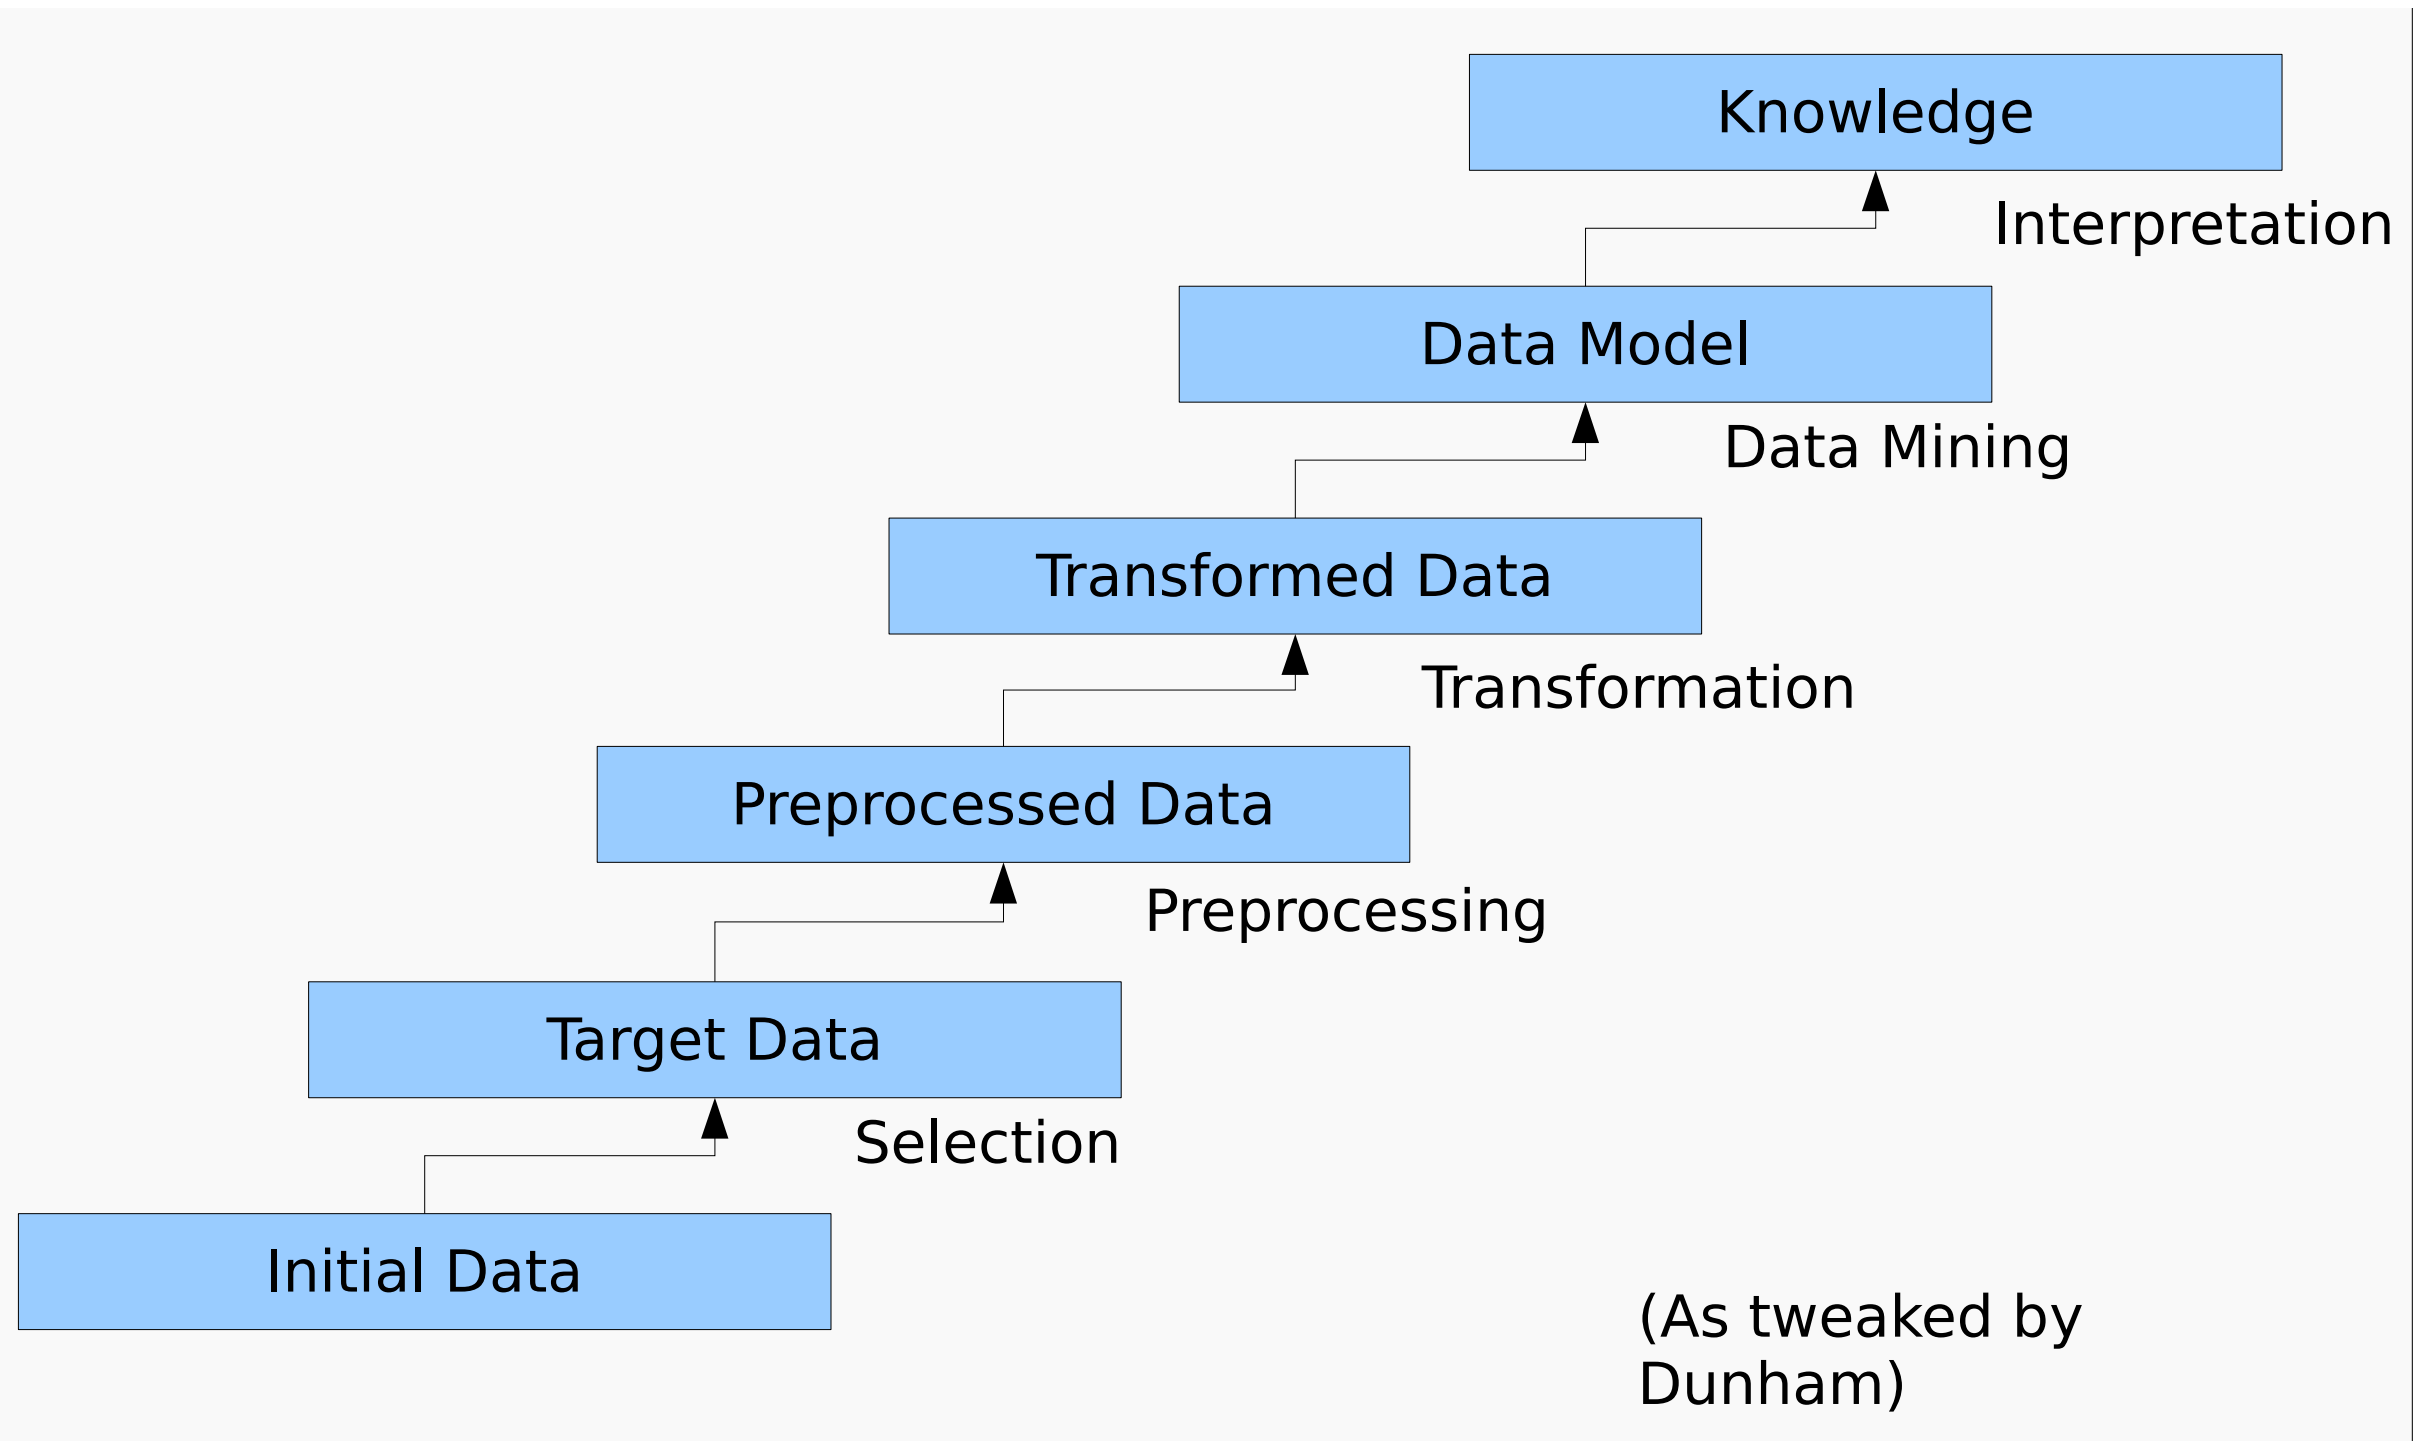 Knowledge
Interpretation
Data Model
Data Mining
Transformed Data
Transformation
Preprocessed Data
Preprocessing
Target Data
Selection
Initial Data
(As tweaked by
Dunham)